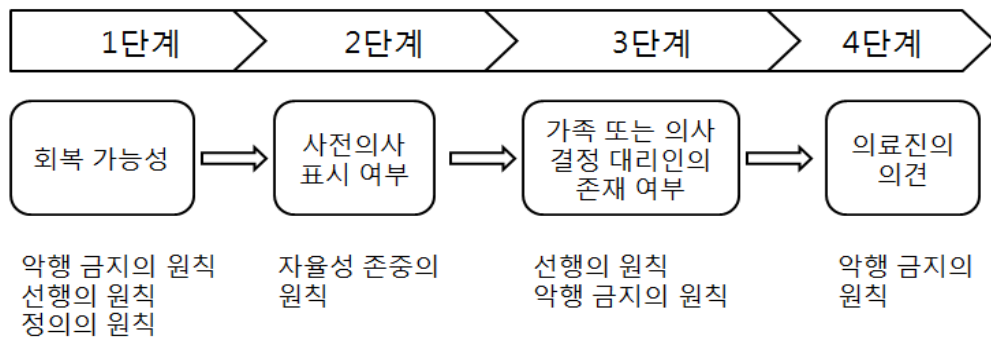 1단계
2단계
3단계
4단계
회복 가능성
사전의사
표시 여부
가족 또는 의사
결정 대리인의
존재 여부
의료진의
의견
악행 금지의 원칙
선행의 원칙
정의의 원칙
자율성 존중의
원칙
선행의 원칙
악행 금지의 원칙
악행 금지의
원칙